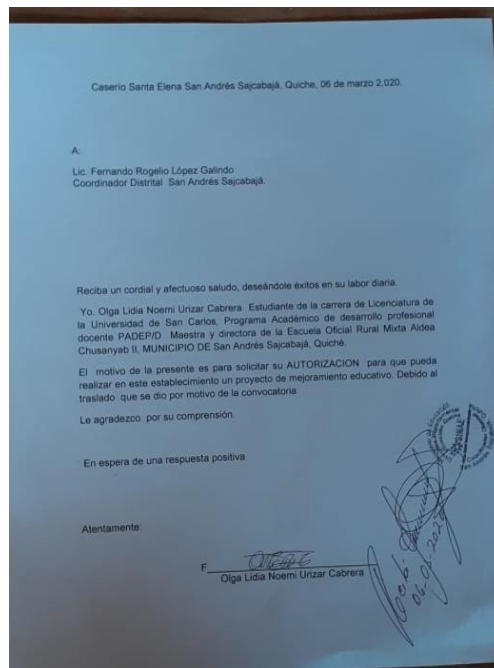 Caserío Santa Elena San Andrés Sajcabajá, Quiche, 06 de marzo 2,020.
A:
Lic. Fernando Rogelio López Galindo
Coordinador Distrital San Andrés Sajcabajá.
Reciba un cordial y afectuoso saludo, deseándole éxitos en su labor diaria.
Yo. Olga Lidia Noemi Urizar Cabrera Estudiante de la carrera de Licenciatura de
la Universidad de San Carlos, Programa Académico de desarrollo profesional
docente PADEP/D Maestra y directora de la Escuela Oficial Rural Mixta Aldea
Chusanyab II, MUNICIPIO DE San Andrés Sajcabajá, Quiché.
El motivo de la presente es para solicitar su AUTORIZACION para que pueda
realizar en este establecimiento un proyecto de mejoramiento educativo. Debido al
traslado que se dio por motivo de la convocatoria
Le agradezco por su comprensión.
En espera de una respuesta positiva
Atentamente:
F
Olga Lidia Noemi Urizar Cabrera
Recibí